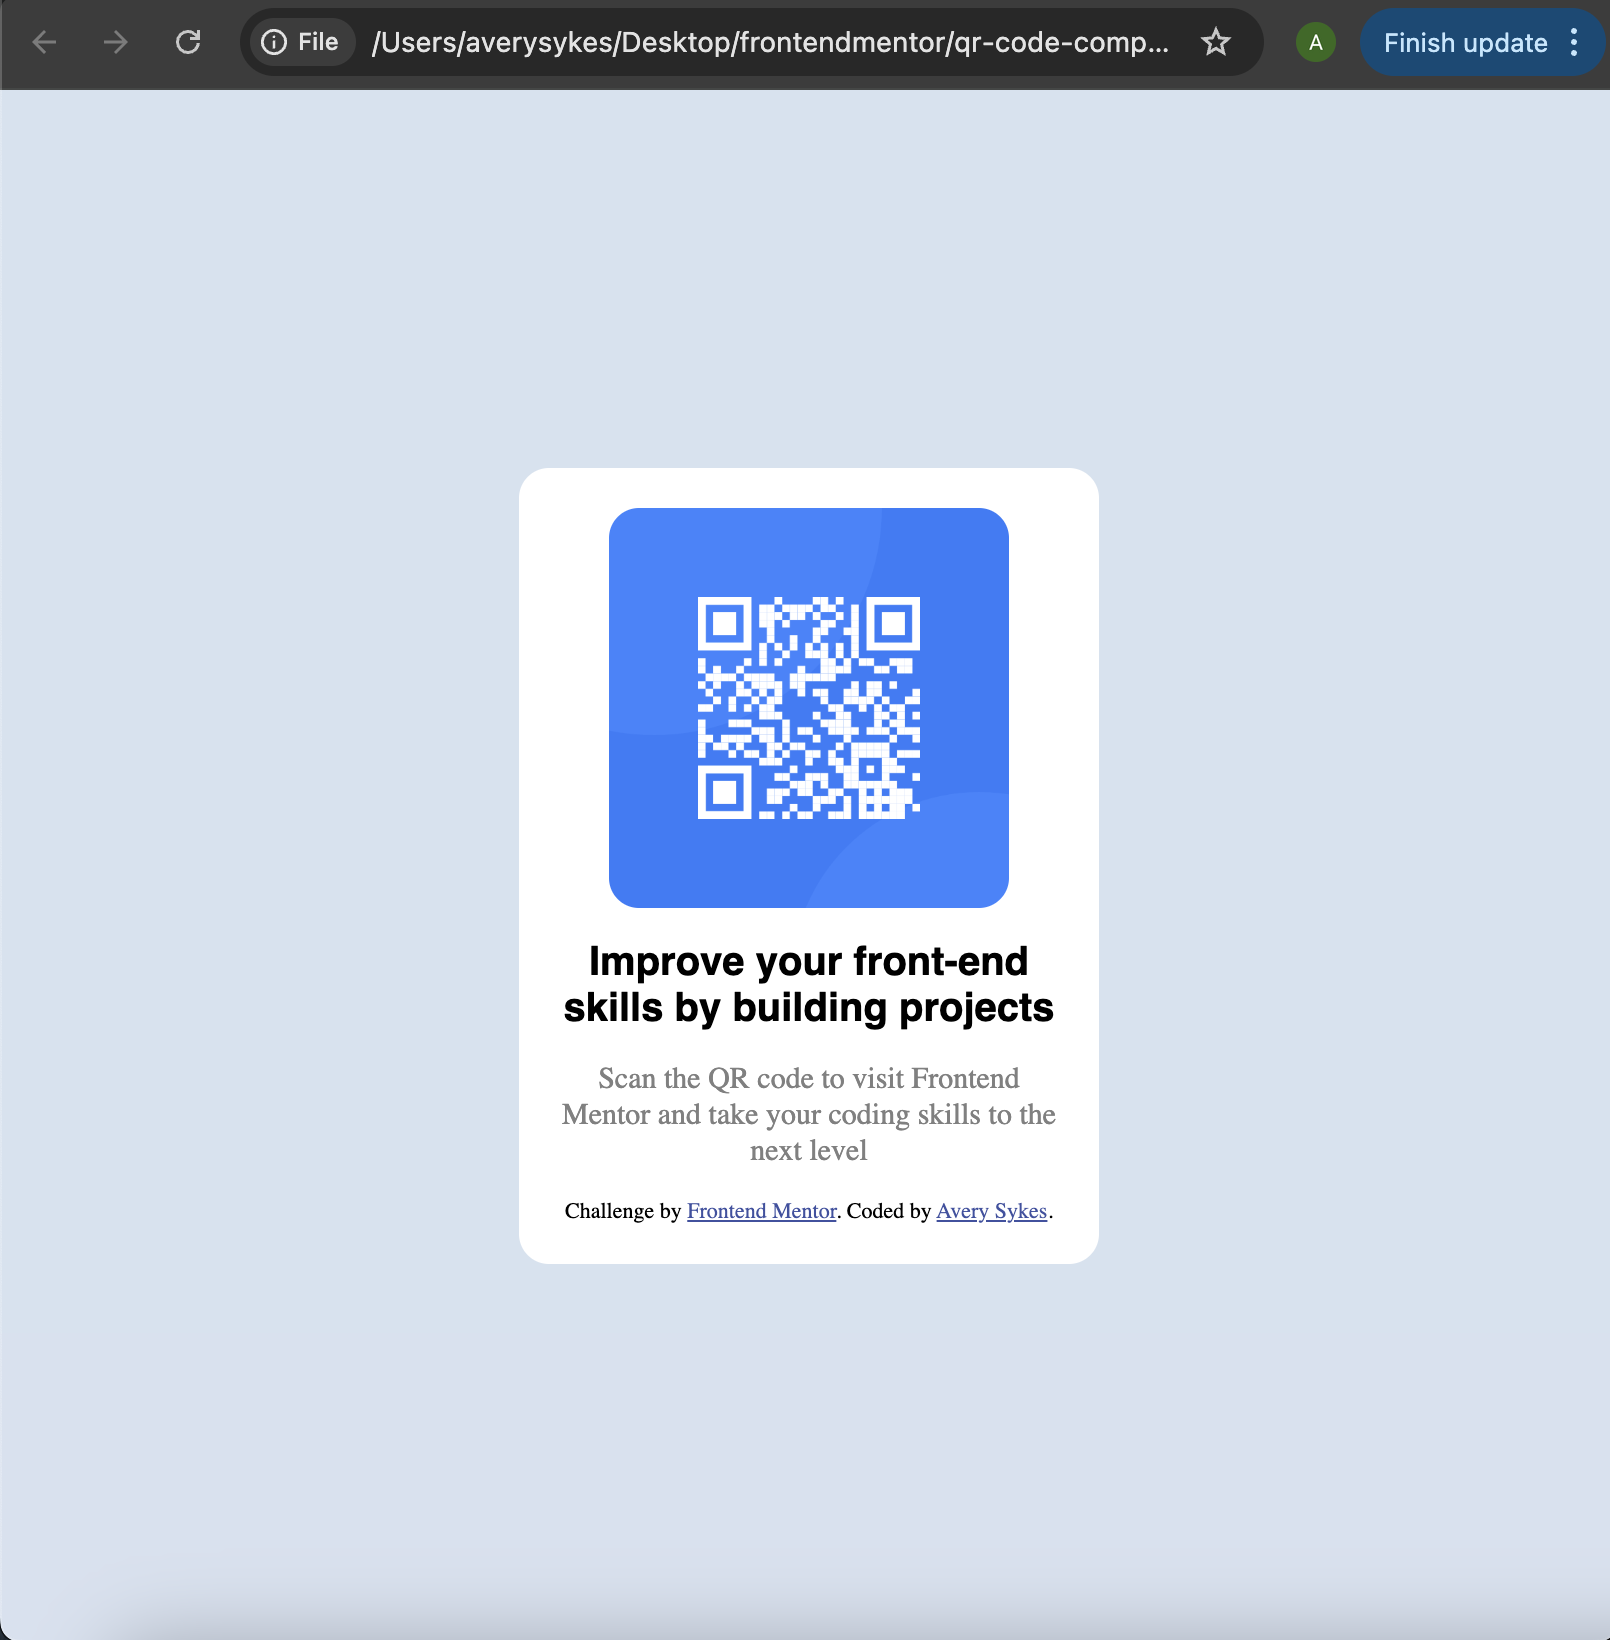 File /Users/averysykes/Desktop/frontendmentor/qr-code-comp... A Finish update
Improve your front-end
skills by building projects
Scan the QR code to visit Frontend
Mentor and take your coding skills to the
next level
Challenge by Frontend Mentor. Coded by Avery Sykes.